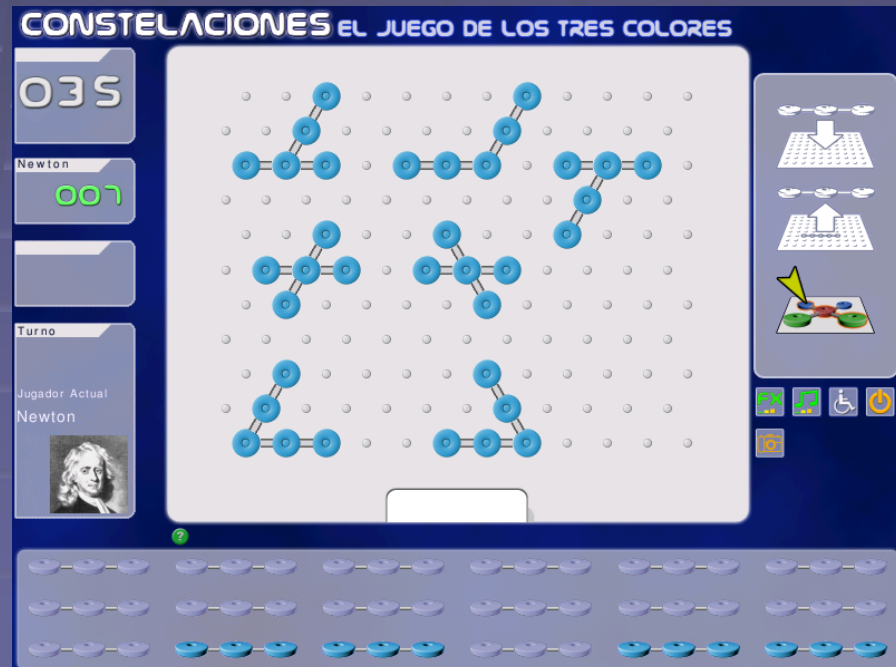 CONSTELACIONES EL JUEGO DE LOS TRES COLORES
035
Newton
007
Turno
Jugador Actual
Newton
FX
?